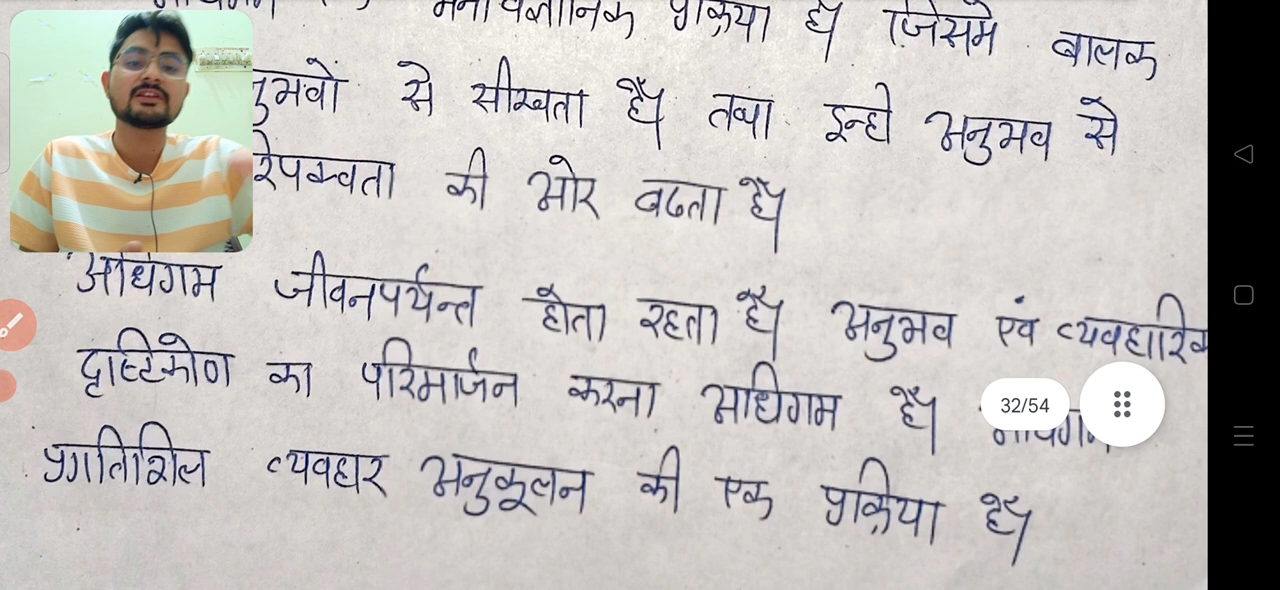 मनोवैज्ञानिक प्रक्रिया है जिसमे बालक
से सीखता है तथा इन्ही अनुभव से
की ओर बढता है
अधिगम जीवनपर्यन्त होता रहता है अनुभव एवं
दृष्टिकोण का परिमार्जन करना अधिगम है
32/54
प्रगतिशिल व्यवहार अनुकूलन की एक प्रक्रिया है